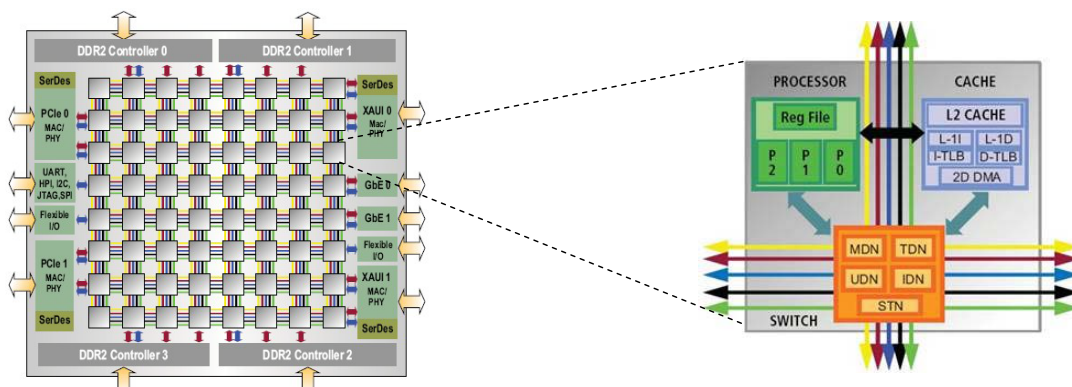 DDR2 Controller 0
DDR2 Controller 1
SerDes
PCIe 0
MAC/
PHY
UART,
HPI, I2C,
JTAG,SPI
Flexible
I/O
PCIe 1
MAC/
PHY
SerDes
SerDes
XAUI 0
Mac/
PHY
GbE 0
GbE 1
Flexible
I/O
XAUI 1
MAC/
PHY
SerDes
DDR2 Controller 3
DDR2 Controller 2
PROCESSOR
CACHE
Reg File
P
2
P
1
P
0
L2 CACHE
L-1I
L-1D
I-TLB
D-TLB
2D DMA
MDN
TDN
UDN
IDN
STN
SWITCH